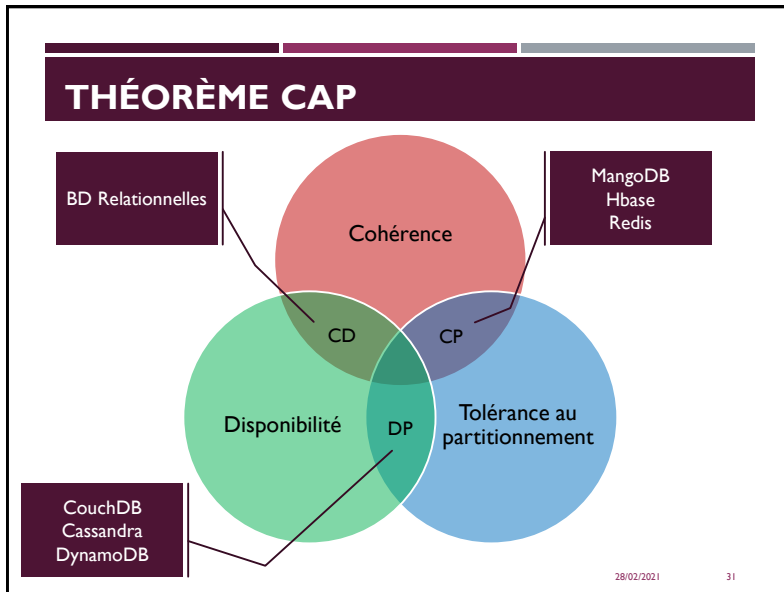 THÉORÈME CAP
BD Relationnelles
MangoDB
Hbase
Redis
Cohérence
CD
CP
Disponibilité
DP
Tolérance au
partitionnement
CouchDB
Cassandra
DynamoDB
28/02/2021
31